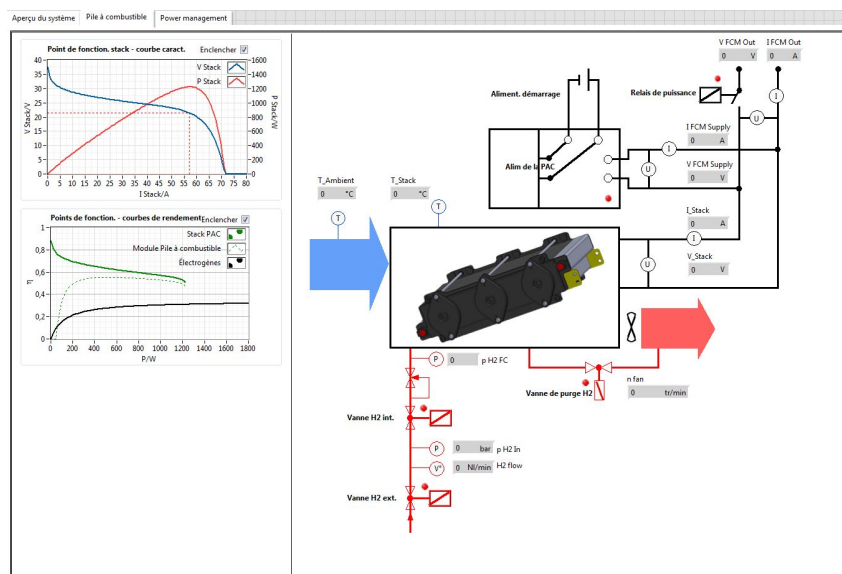 Aperçu du système
Pile à combustible
Power management
Point de fonction. stack - courbe caract.
Enclencher
V Stack
P Stack
V Stack/V
40
35
30
25
20
15
10
5
0
P Stack/W
1600
1400
1200
1000
800
600
400
200
0
0 5 10 15 20 25 30 35 40 45 50 55 60 65 70 75 80
I Stack/A
Points de fonction. - courbes de rendement
Enclencher
Stack PAC
Module Pile à combustible
Électrogènes
η
1
0,8
0,6
0,4
0,2
0
0 200 400 600 800 1000 1200 1400 1600 1800
P/W
V FCM Out
0 V
I FCM Out
0 A
Relais de puissance
I
U
Aliment. démarrage
Alim de la PAC
I FCM Supply
0 A
I
V FCM Supply
0 V
U
T_Ambient
0 °C
T
T_Stack
0 °C
T
I_Stack
0 A
I
V_Stack
0 V
U
P
0 p H2 FC
Vanne de purge H2
n fan
0 tr/min
Vanne H2 int.
P
0 bar p H2 In
V°
0 Nl/min H2 flow
Vanne H2 ext.